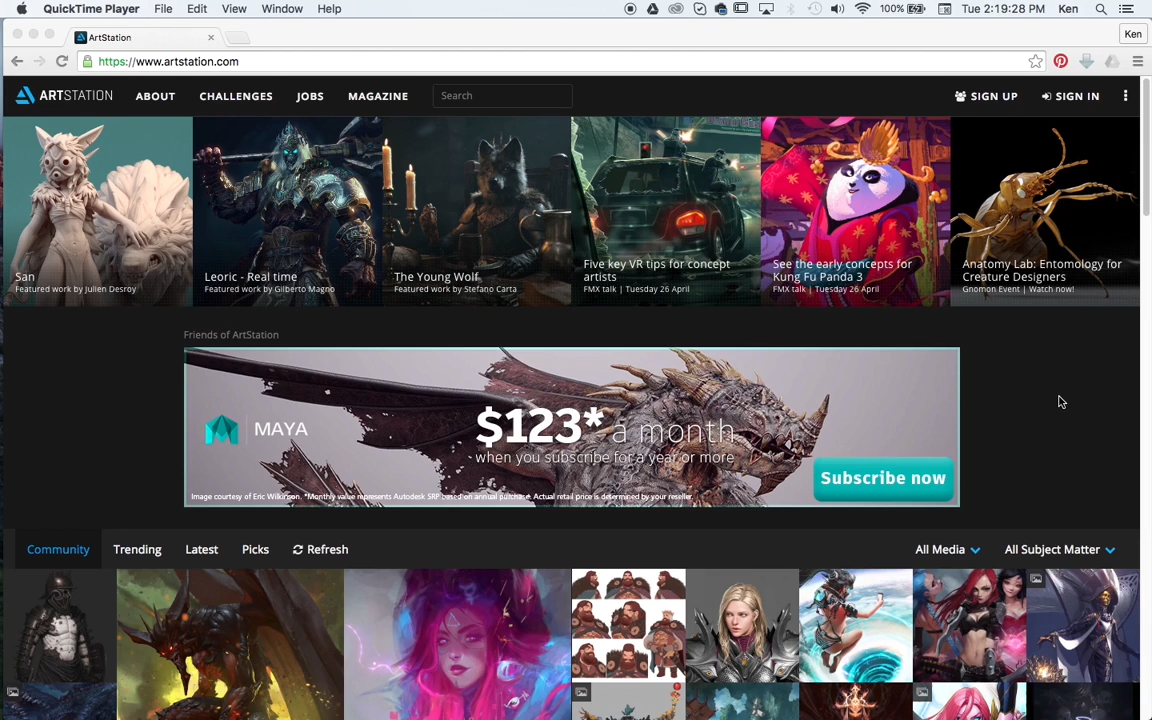 QuickTime Player File Edit View Window Help 100% Tue 2:19:28 PM Ken
ArtStation Ken
https://www.artstation.com
ARTSTATION ABOUT CHALLENGES JOBS MAGAZINE Search SIGN UP SIGN IN
San
Featured work by Julien Desroy
Leoric - Real time
Featured work by Gilberto Magno
The Young Wolf
Featured work by Stefano Carta
Five key VR tips for concept
artists
FMX talk | Tuesday 26 April
See the early concepts for
Kung Fu Panda 3
FMX talk | Tuesday 26 April
Anatomy Lab: Entomology for
Creature Designers
Gnomon Event | Watch now!
Friends of ArtStation
MAYA
$123* a month
when you subscribe for a year or more
Subscribe now
Image courtesy of Eric Wilkinson. *Monthly value represents Autodesk SRP based on annual purchase. Actual retail price is determined by your reseller.
Community Trending Latest Picks Refresh All Media All Subject Matter